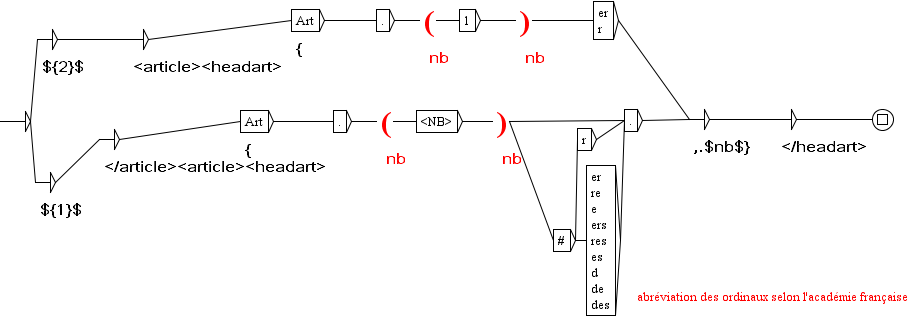 Art . ( 1 ) er
r
{
${2}$ <article><headart> nb nb
Art . ( <NB> ) .
{
,.$nb$} </headart>
</article><article><headart> nb nb r
${1}$
er
re
e
ers
# res
es
d
de
des
abréviation des ordinaux selon l'académie française